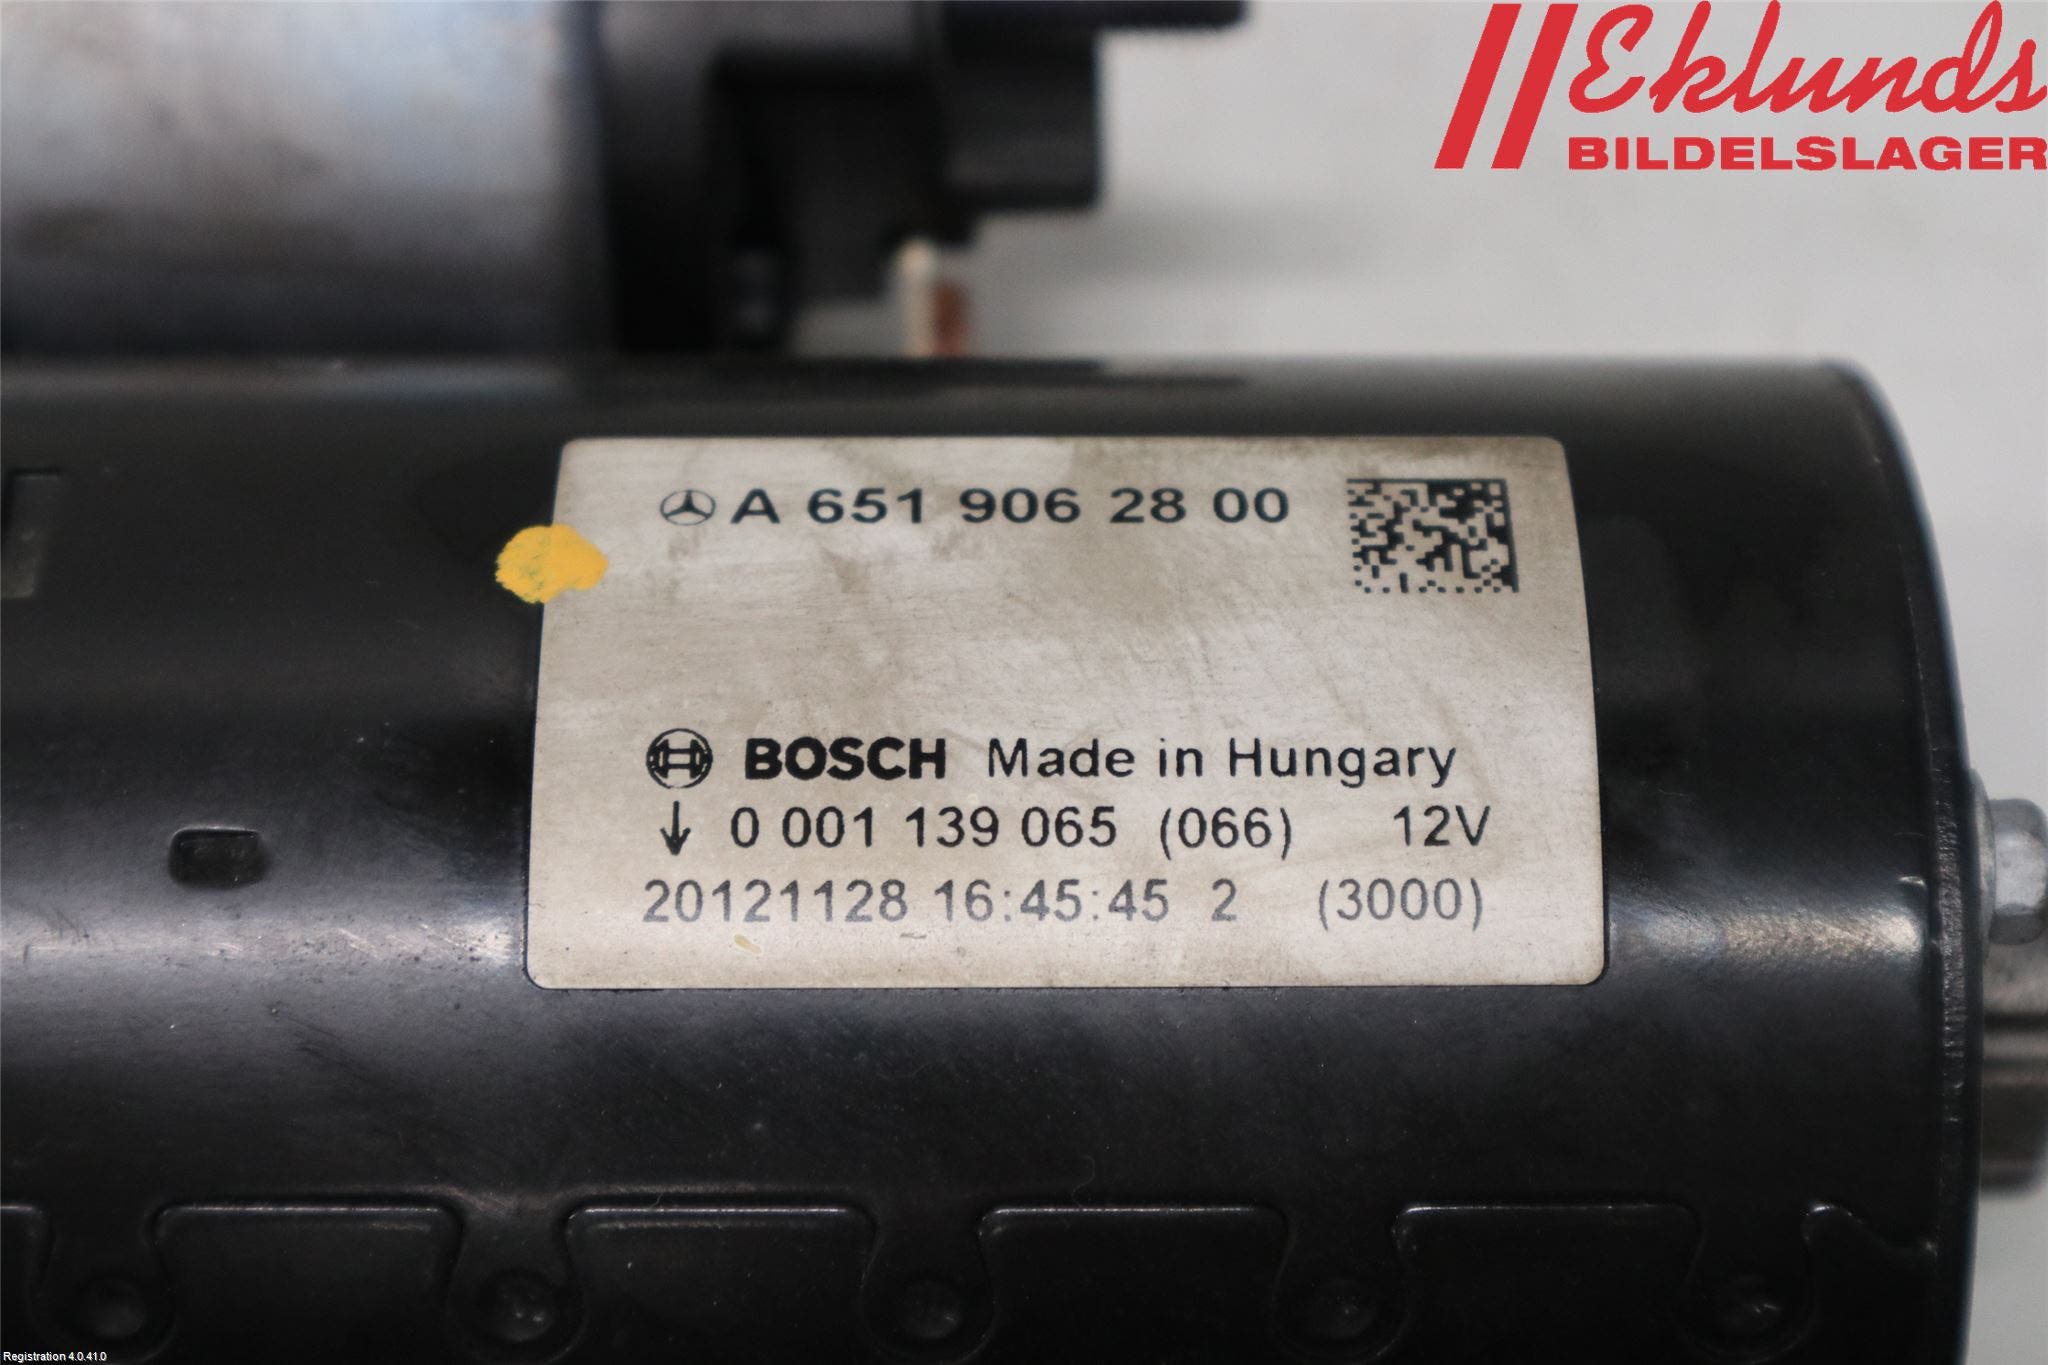 Eklunds
BILDELSLAGER
A 651 906 28 00
BOSCH Made in Hungary
↓ 0 001 139 065 (066) 12V
20121128 16:45:45 2 (3000)
Registration 4.0.41.0